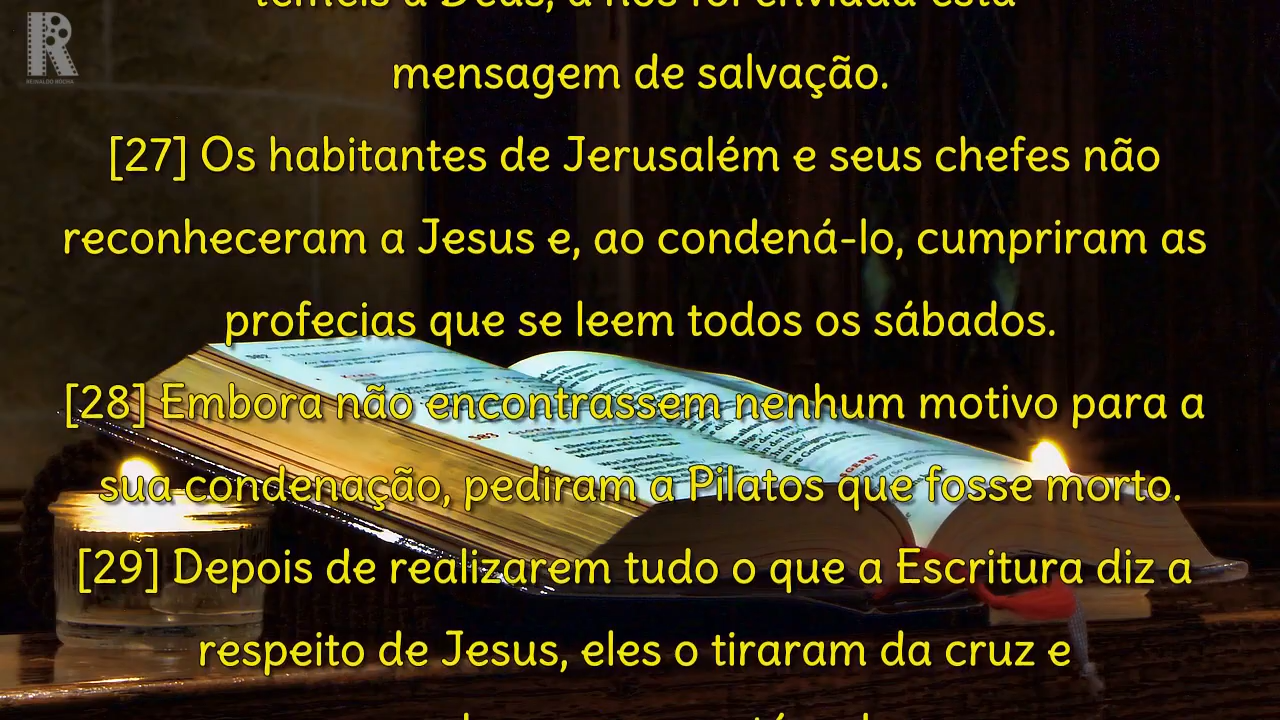 temeis a Deus, a nós foi enviada esta
mensagem de salvação.
[27] Os habitantes de Jerusalém e seus chefes não
reconheceram a Jesus e, ao condená-lo, cumpriram as
profecias que se leem todos os sábados.
[28] Embora não encontrassem nenhum motivo para a
sua condenação, pediram a Pilatos que fosse morto.
[29] Depois de realizarem tudo o que a Escritura diz a
respeito de Jesus, eles o tiraram da cruz e
R
REINALDO ROCHA